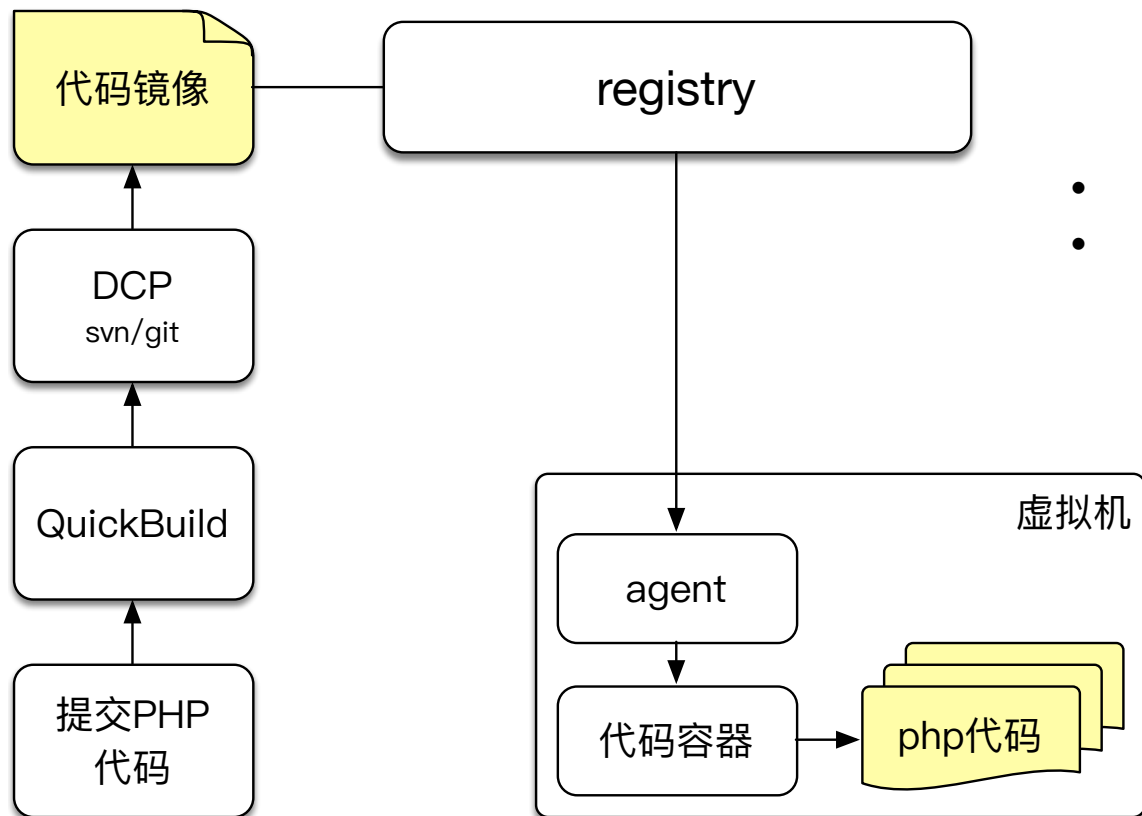 代码镜像
registry
DCP
svn/git
QuickBuild
提交PHP
代码
虚拟机
agent
代码容器
php代码